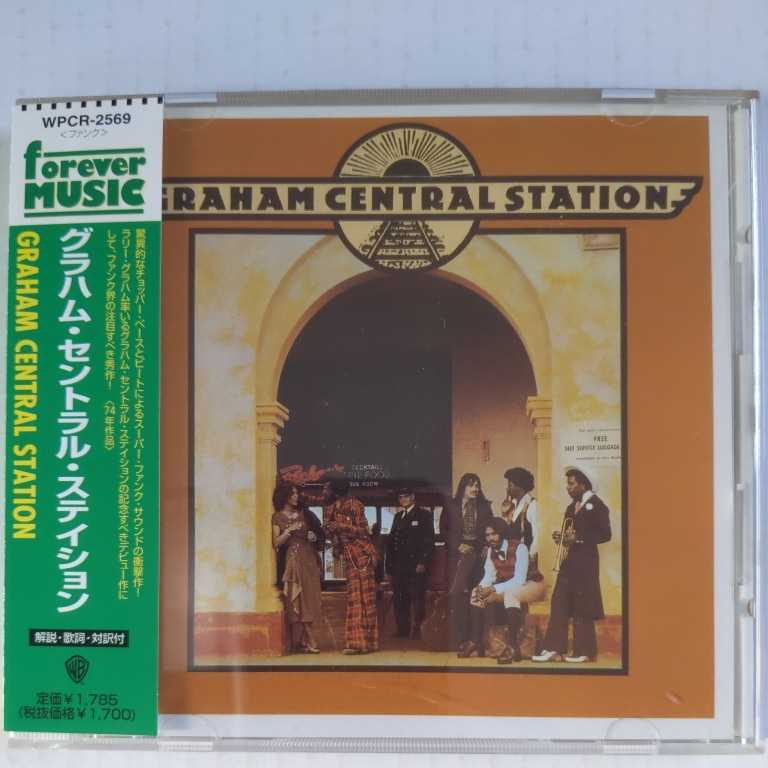 WPCR-2569
<ファンク>
forever
MUSIC
驚異的なチョッパー・ベースとビートによるスーパー・ファンク・サウンドの衝撃作!
ラリー・グラハム率いるグラハム・セントラル・ステイションの記念すべきデビュー作に
して、ファンク界の注目すべき秀作! 〈74年作品〉
グラハム・セントラル・ステイション
GRAHAM CENTRAL STATION
解説・歌詞・対訳付
WB
定価¥1,785
(税抜価格¥1,700)
GRAHAM CENTRAL STATION
COCKTAIL
FREE